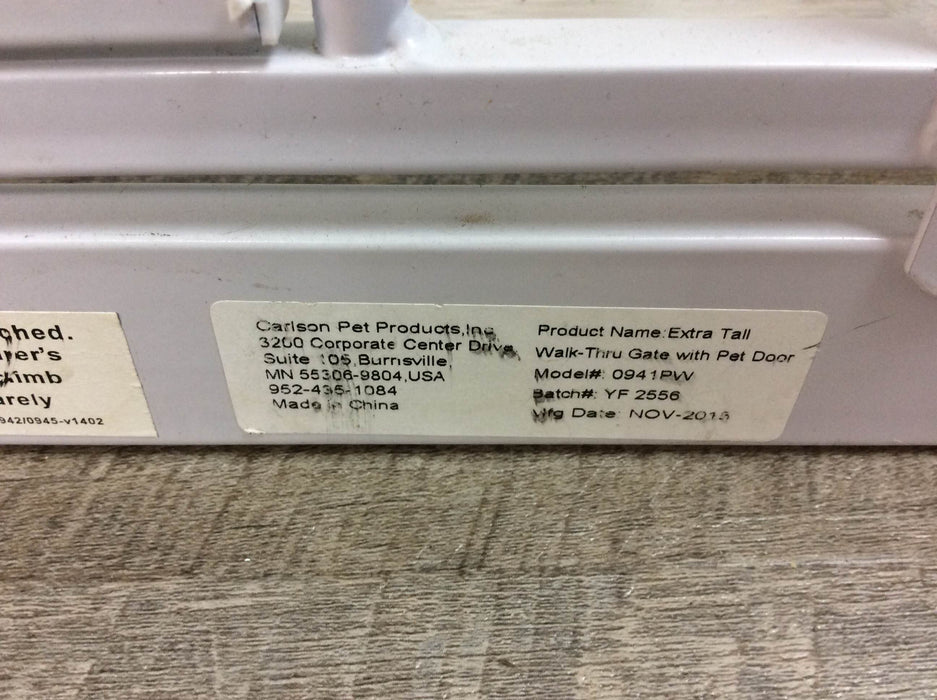 ched.
er's
climb
arely
942/0945-v1402
Carlson Pet Products,Inc
3200 Corporate Center Drive,
Suite 105,Burnsville
MN 55306-9804,USA
952-435-1084
Made in China
Product Name:Extra Tall
Walk-Thru Gate with Pet Door
Model#: 0941PW
Batch#: YF 2556
Mfg Date: NOV-2015